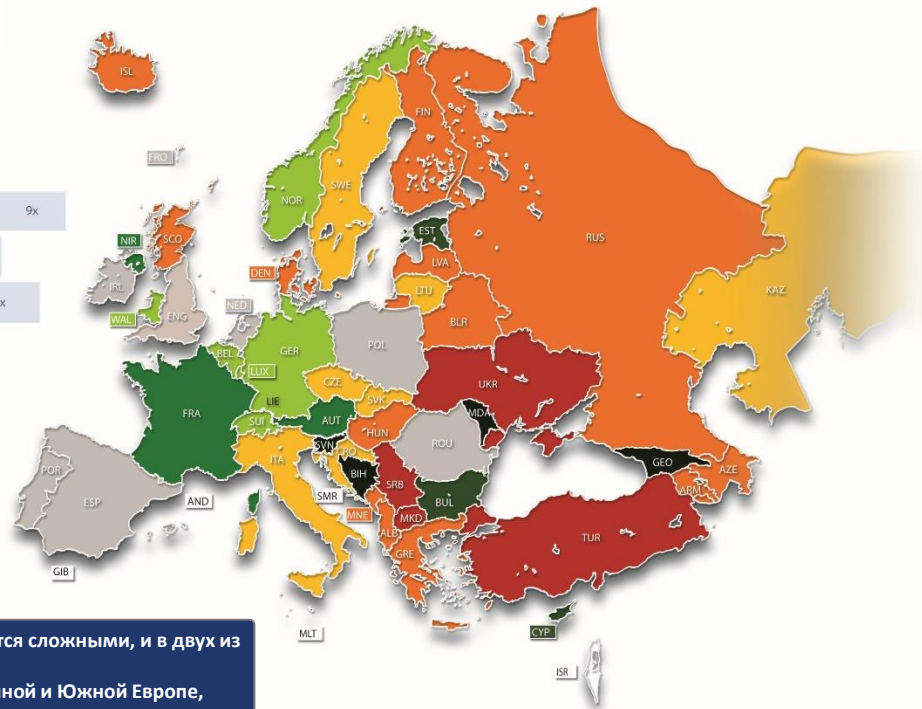 ISL
FRO
FIN
SWE
NOR
9x
NIR
SCO
EST
RUS
DEN
LVA
IRL
LTU
KAZ
NED
WAL
ENG
BLR
BEL
GER
POL
LUX
CZE
UKR
LIE
SVK
FRA
AUT
MDA
SUI
HUN
SVN
ROU
CRO
ITA
GEO
POR
BIH
AZE
SRB
ESP
AND
SMR
ARM
BUL
MNE
MKD
ALB
TUR
GRE
GIB
MLT
CYP
ISR
тся сложными, и в двух из
ной и Южной Европе,